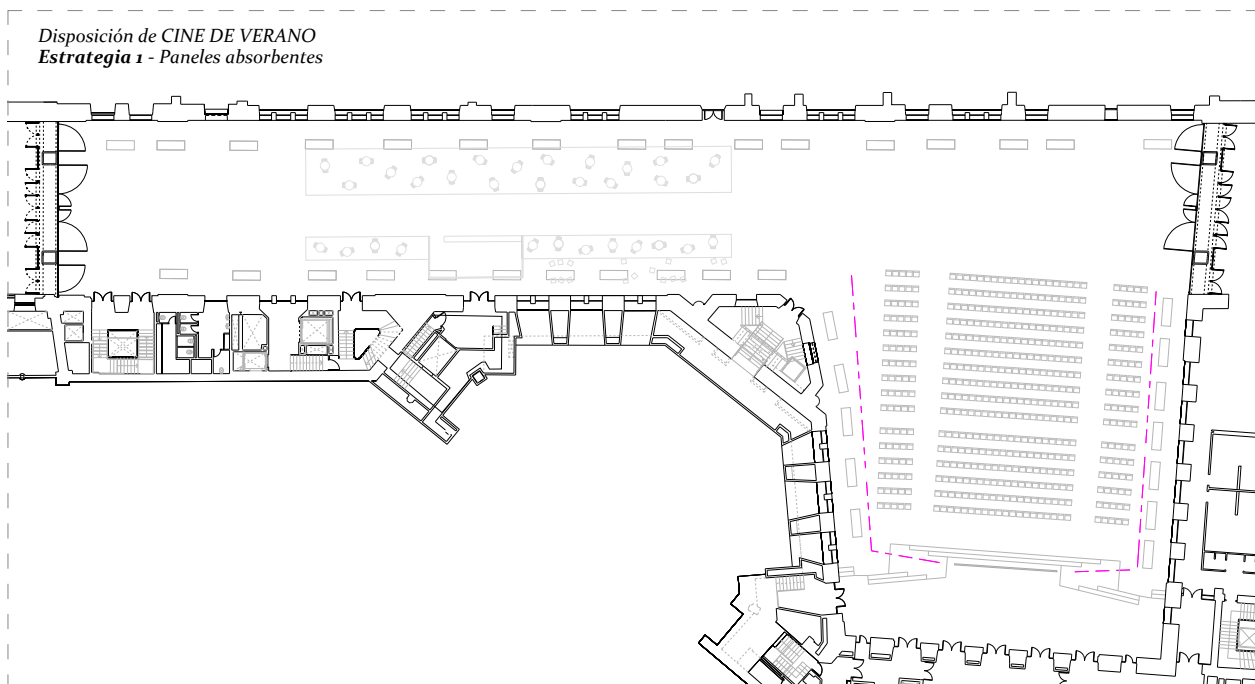 Disposición de CINE DE VERANO
Estrategia 1 - Paneles absorbentes